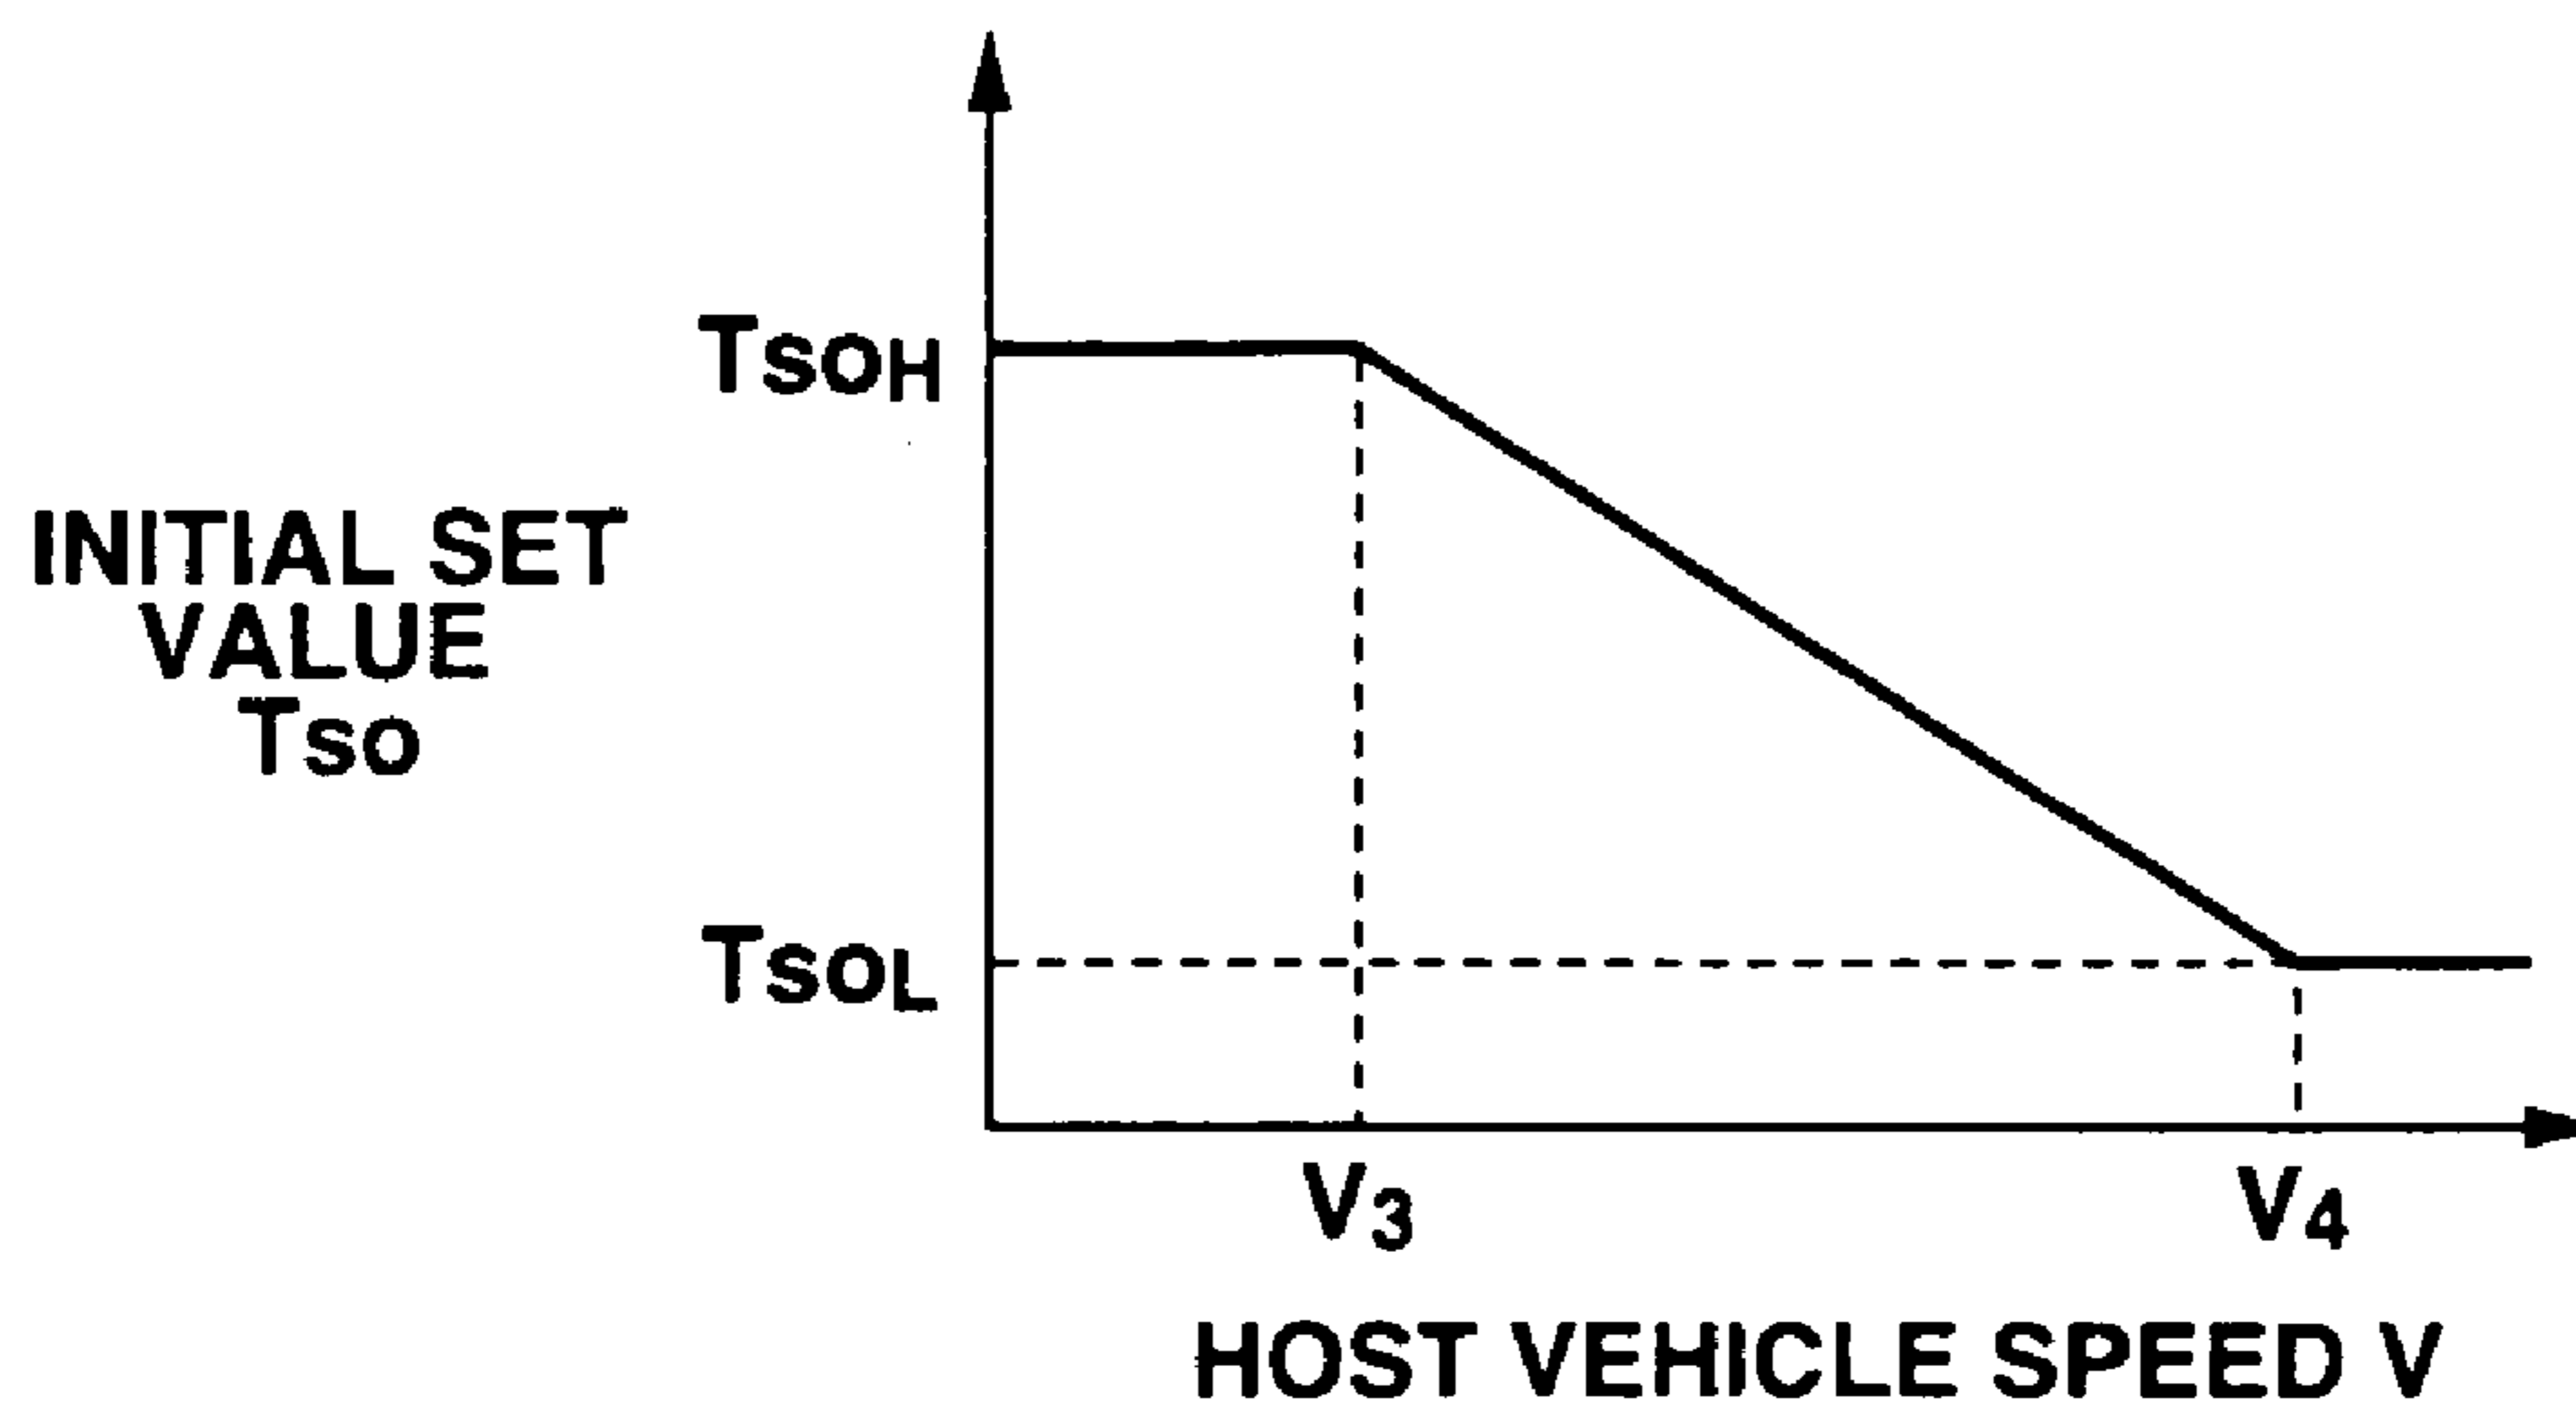 TSOH
INITIAL SET
VALUE
TSO
TSOL
V3
V4
HOST VEHICLE SPEED V